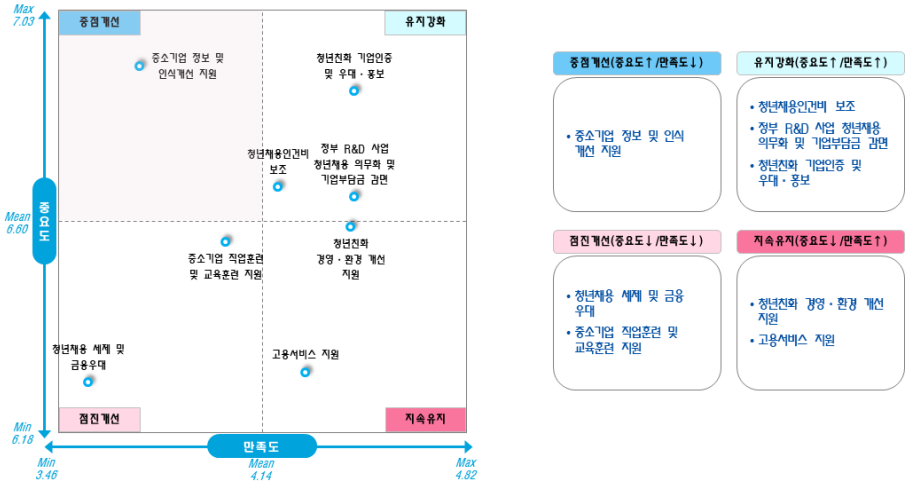 Max
7.03
중점개선
유지강화
중소기업 정보 및
인식개선 지원
청년친화 기업인증
및 우대·홍보
청년채용인건비
보조
정부 R&D 사업
청년채용 의무화 및
기업부담금 감면
Mean
6.60
중요도
중소기업 직업훈련
및 교육훈련 지원
청년친화
경영·환경 개선
지원
청년채용 세제 및
금융우대
고용서비스 지원
점진개선
지속유지
Min
6.18
만족도
Min
3.46
Mean
4.14
Max
4.82
중점개선(중요도↑/만족도↓)
• 중소기업 정보 및 인식
개선 지원
유지강화(중요도↑/만족도↑)
• 청년채용인건비 보조
• 정부 R&D 사업 청년채용
의무화 및 기업부담금 감면
• 청년친화 기업인증 및
우대·홍보
점진개선(중요도↓/만족도↓)
• 청년채용 세제 및 금융
우대
• 중소기업 직업훈련 및
교육훈련 지원
지속유지(중요도↓/만족도↑)
• 청년친화 경영·환경 개선
지원
• 고용서비스 지원